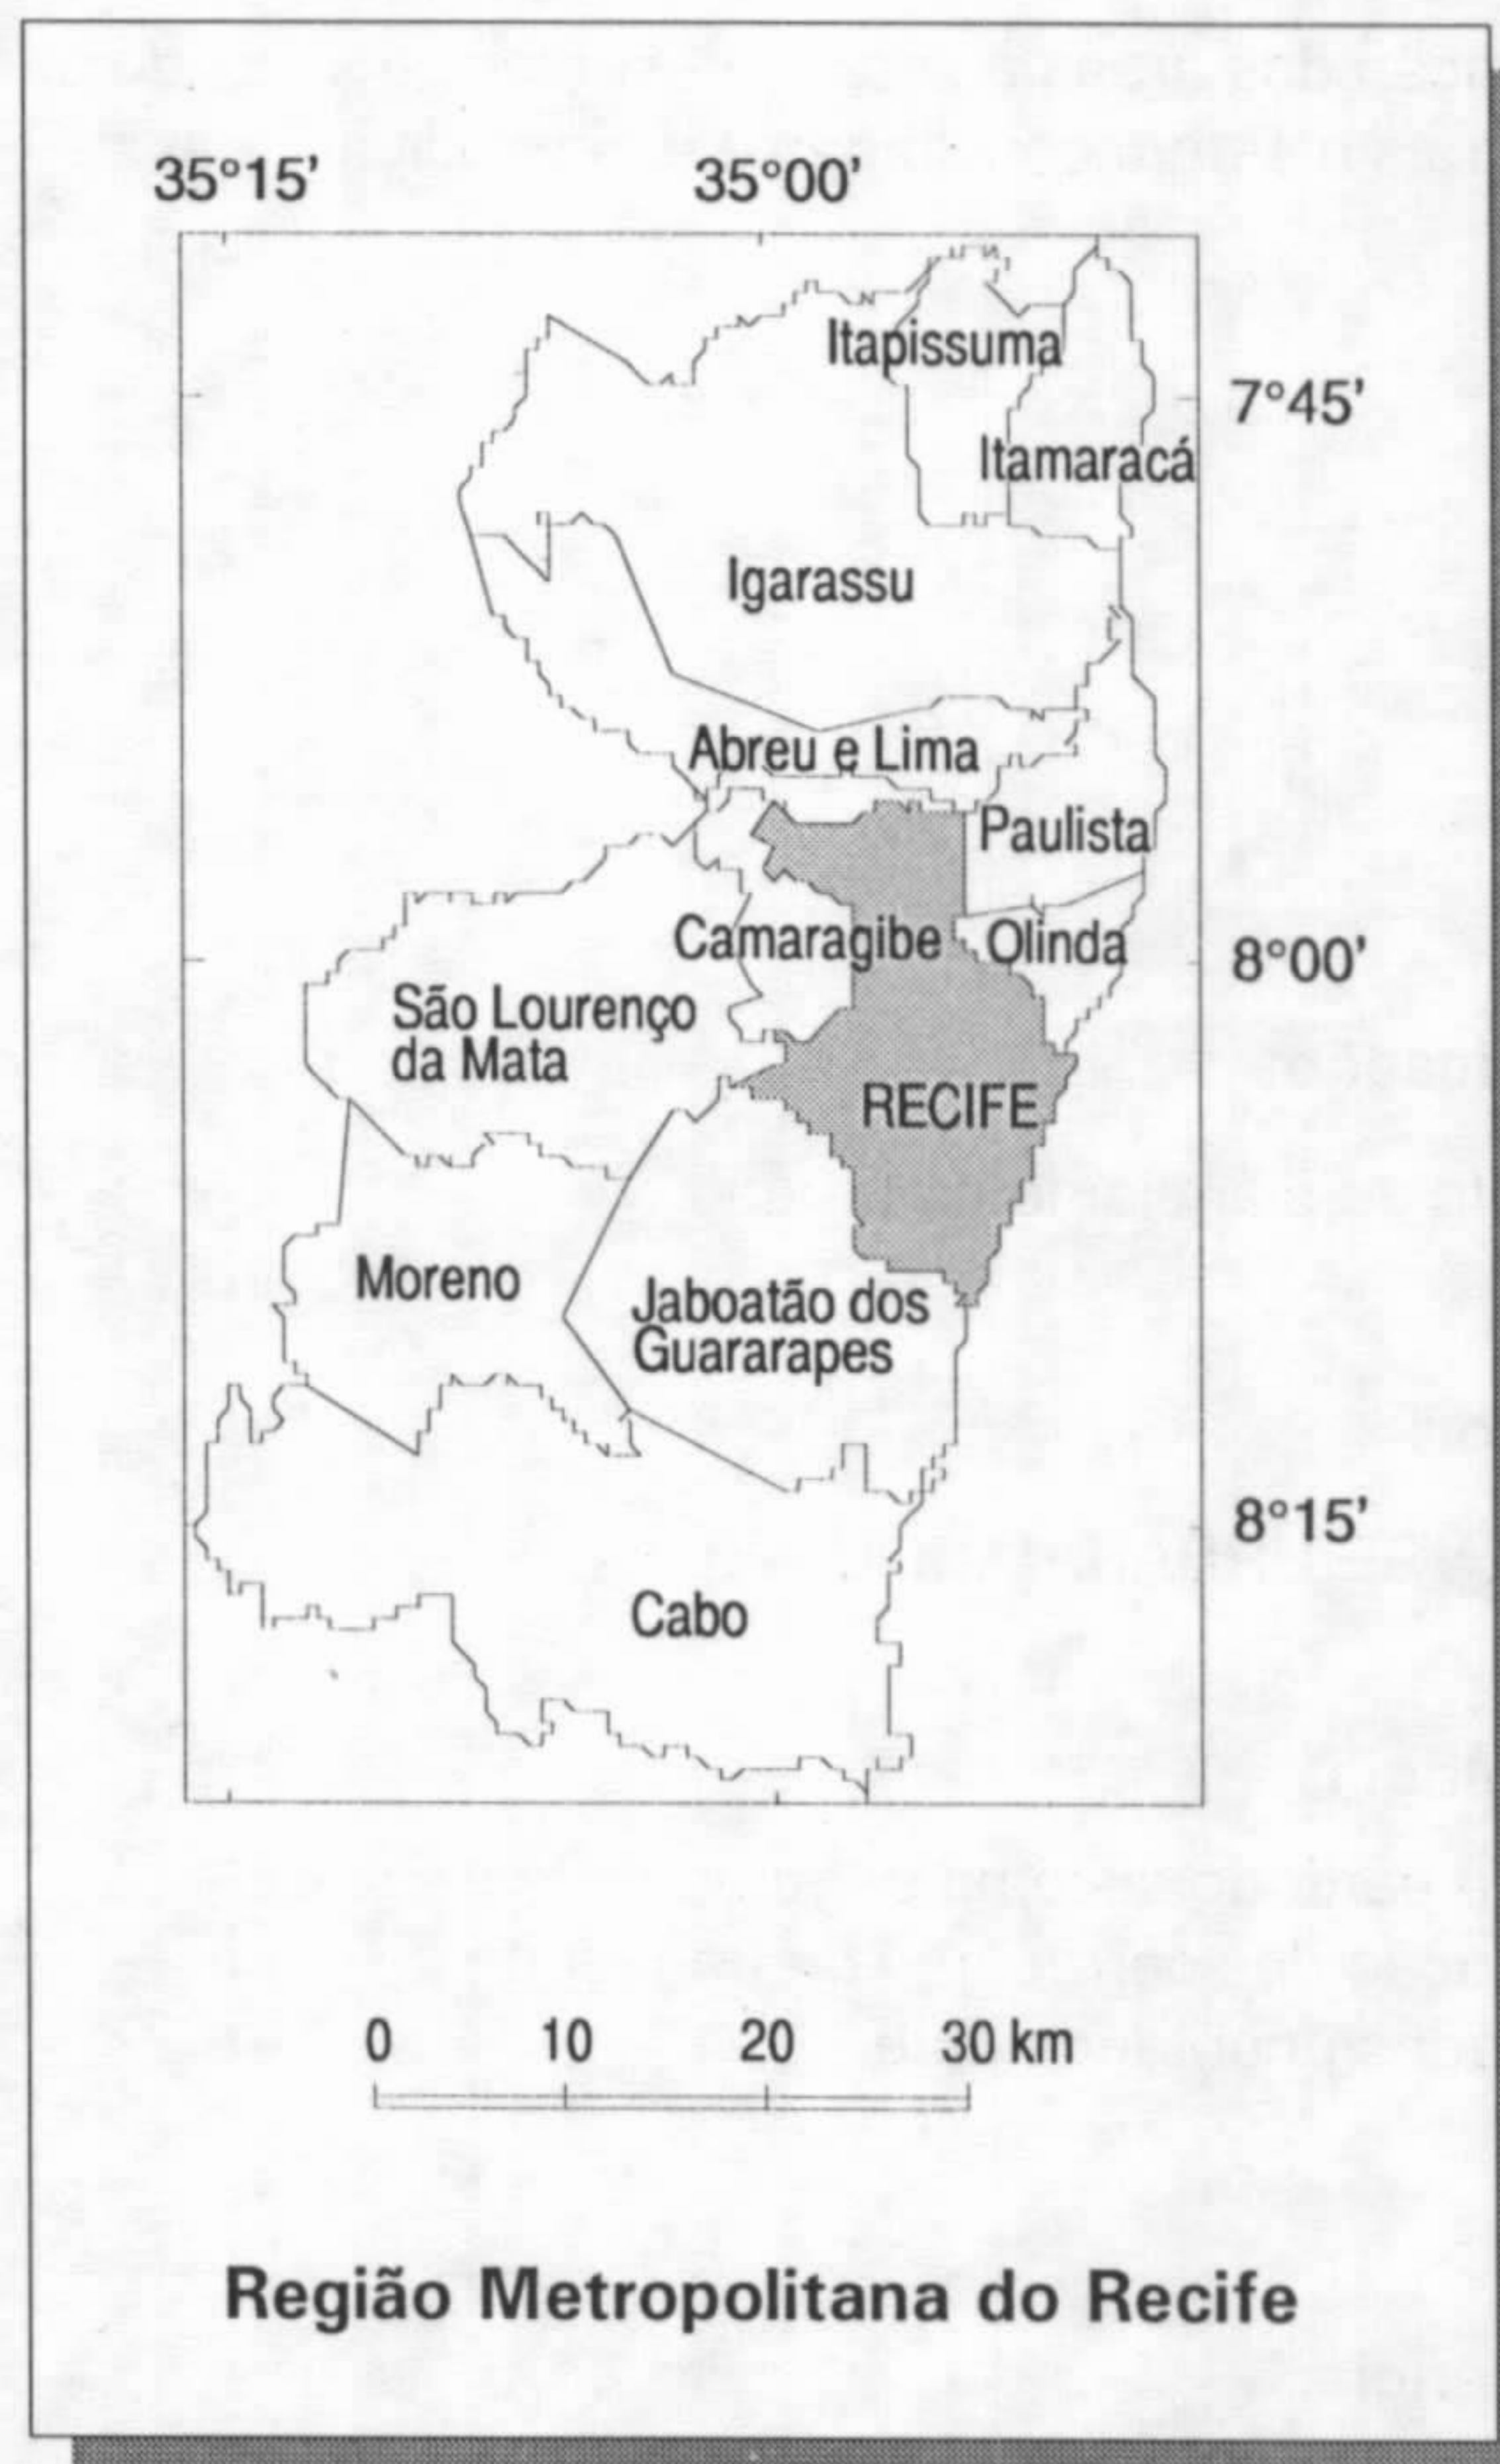 35°15’ 35°00’
Itapissuma
7°45’
Itamaracá
Igarassu
Abreu e Lima
Paulista
Camaragibe
Olinda
8°00’
São Lourenço
da Mata
RECIFE
Moreno
Jaboatão dos
Guararapes
8°15’
Cabo
0 10 20 30 km
Região Metropolitana do Recife